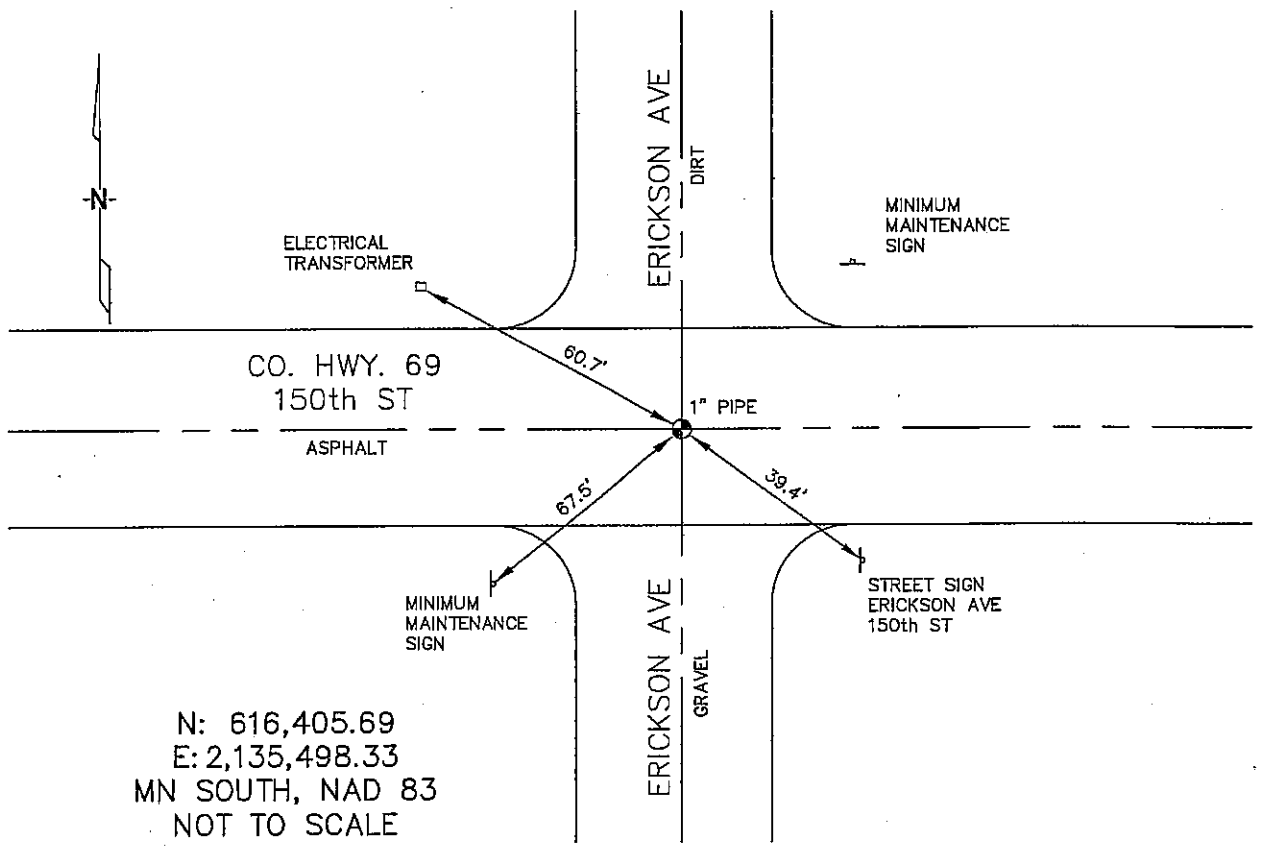 ERICKSON AVE
DIRT
N
MINIMUM
MAINTENANCE
SIGN
ELECTRICAL
TRANSFORMER
60.7'
CO. HWY. 69
150th ST
1" PIPE
ASPHALT
67.5'
39.4'
MINIMUM
MAINTENANCE
SIGN
STREET SIGN
ERICKSON AVE
150th ST
ERICKSON AVE
GRAVEL
N: 616,405.69
E: 2,135,498.33
MN SOUTH, NAD 83
NOT TO SCALE